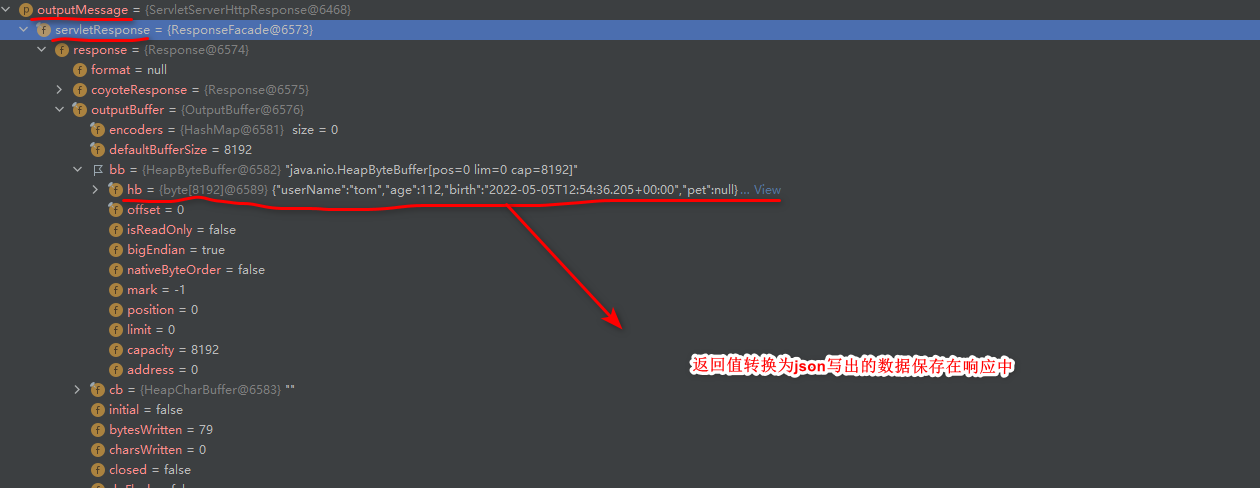 outputMessage = {ServletServerHttpResponse@6468}
servletResponse = {ResponseFacade@6573}
response = {Response@6574}
format = null
coyoteResponse = {Response@6575}
outputBuffer = {OutputBuffer@6576}
encoders = {HashMap@6581} size = 0
defaultBufferSize = 8192
bb = {HeapByteBuffer@6582} "java.nio.HeapByteBuffer[pos=0 lim=0 cap=8192]"
hb = {byte[8192]@6589} {"userName":"tom","age":112,"birth":"2022-05-05T12:54:36.205+00:00","pet":null} ... View
offset = 0
isReadOnly = false
bigEndian = true
nativeByteOrder = false
mark = -1
position = 0
limit = 0
返回值转换为json写出的数据保存在响应中
capacity = 8192
address = 0
cb = {HeapCharBuffer@6583} ""
initial = false
bytesWritten = 79
charsWritten = 0
closed = false